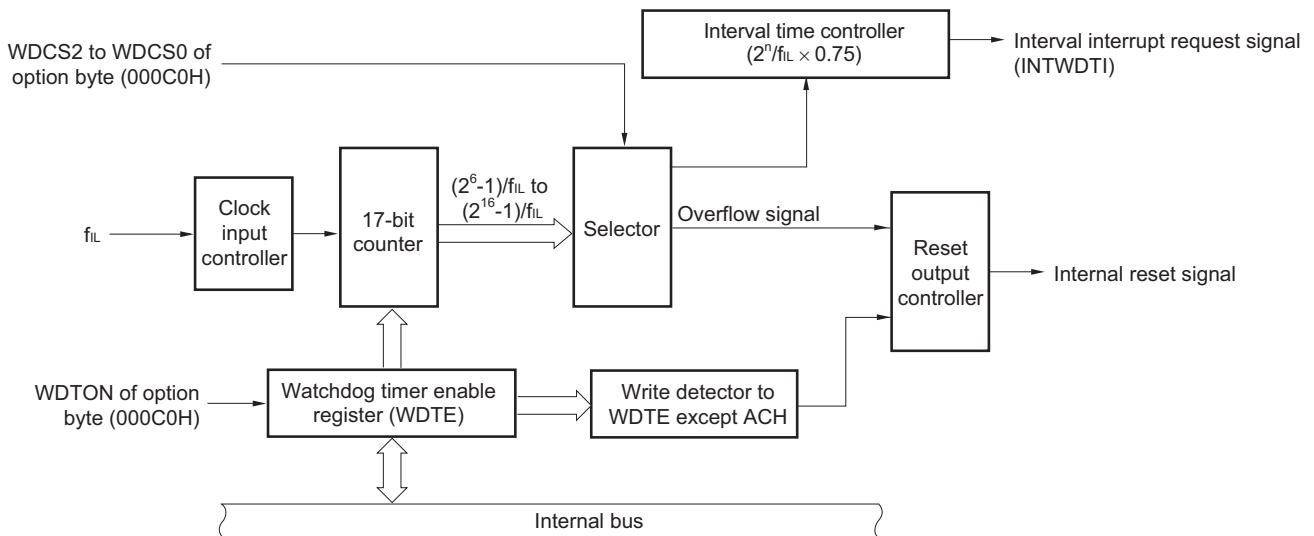 WDCS2 to WDCS0 of
option byte (000C0H)
Interval time controller
(2ⁿ/fIL × 0.75)
Interval interrupt request signal
(INTWDTI)
fIL
Clock
input
controller
17-bit
counter
(2⁶-1)/fIL to
(2¹⁶-1)/fIL
Selector
Overflow signal
Reset
output
controller
Internal reset signal
WDTON of option
byte (000C0H)
Watchdog timer enable
register (WDTE)
Write detector to
WDTE except ACH
Internal bus